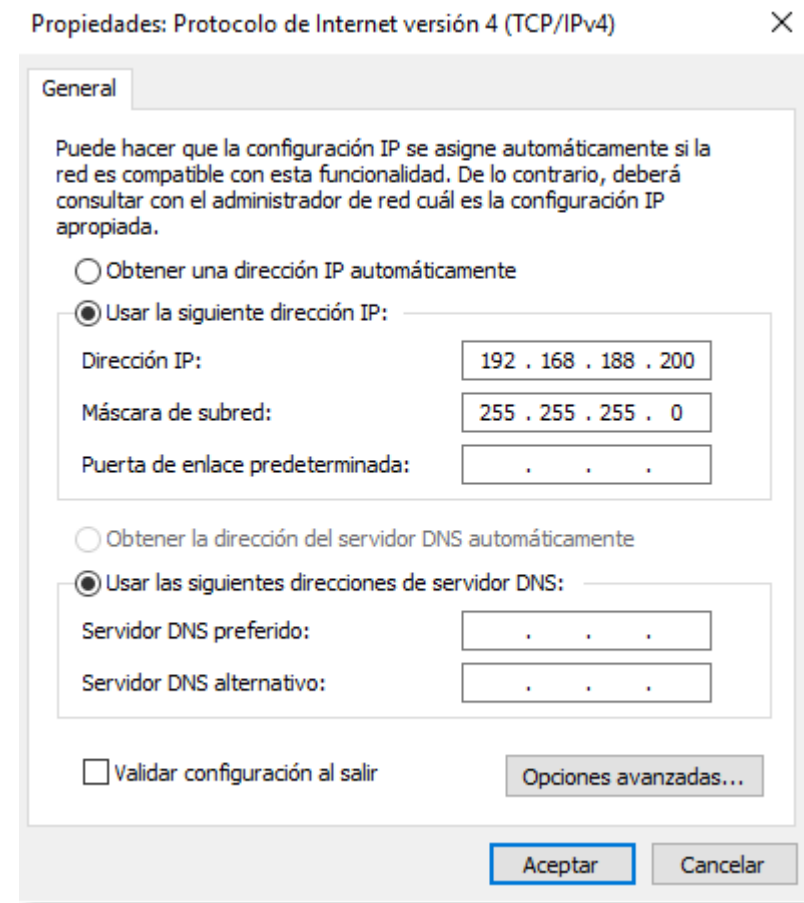 Propiedades: Protocolo de Internet versión 4 (TCP/IPv4)
General
Puede hacer que la configuración IP se asigne automáticamente si la
red es compatible con esta funcionalidad. De lo contrario, deberá
consultar con el administrador de red cuál es la configuración IP
apropiada.
Obtener una dirección IP automáticamente
Usar la siguiente dirección IP:
Dirección IP: 192 . 168 . 188 . 200
Máscara de subred: 255 . 255 . 255 . 0
Puerta de enlace predeterminada: . . .
Obtener la dirección del servidor DNS automáticamente
Usar las siguientes direcciones de servidor DNS:
Servidor DNS preferido: . . .
Servidor DNS alternativo: . . .
Validar configuración al salir Opciones avanzadas...
Aceptar Cancelar